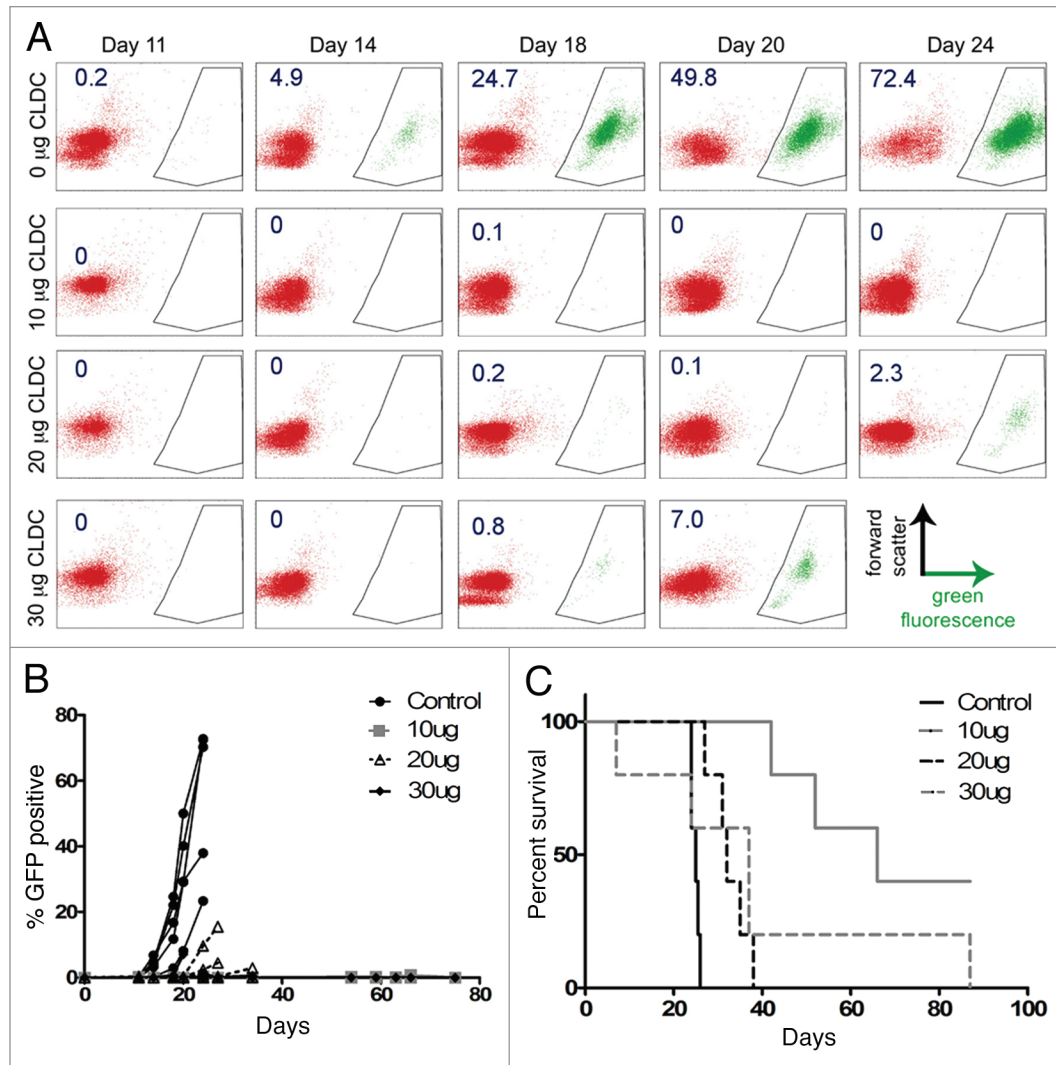 A
Day 11 Day 14 Day 18 Day 20 Day 24
0 µg CLDC
0.2 4.9 24.7 49.8 72.4
10 µg CLDC
0 0 0.1 0 0
20 µg CLDC
0 0 0.2 0.1 2.3
30 µg CLDC
0 0 0.8 7.0
forward
scatter
green
fluorescence
B
% GFP positive
80
60
40
20
0
0 20 40 60 80
Days
Control
10ug
20ug
30ug
C
Percent survival
100
50
0
0 20 40 60 80 100
Days
Control
10ug
20ug
30ug